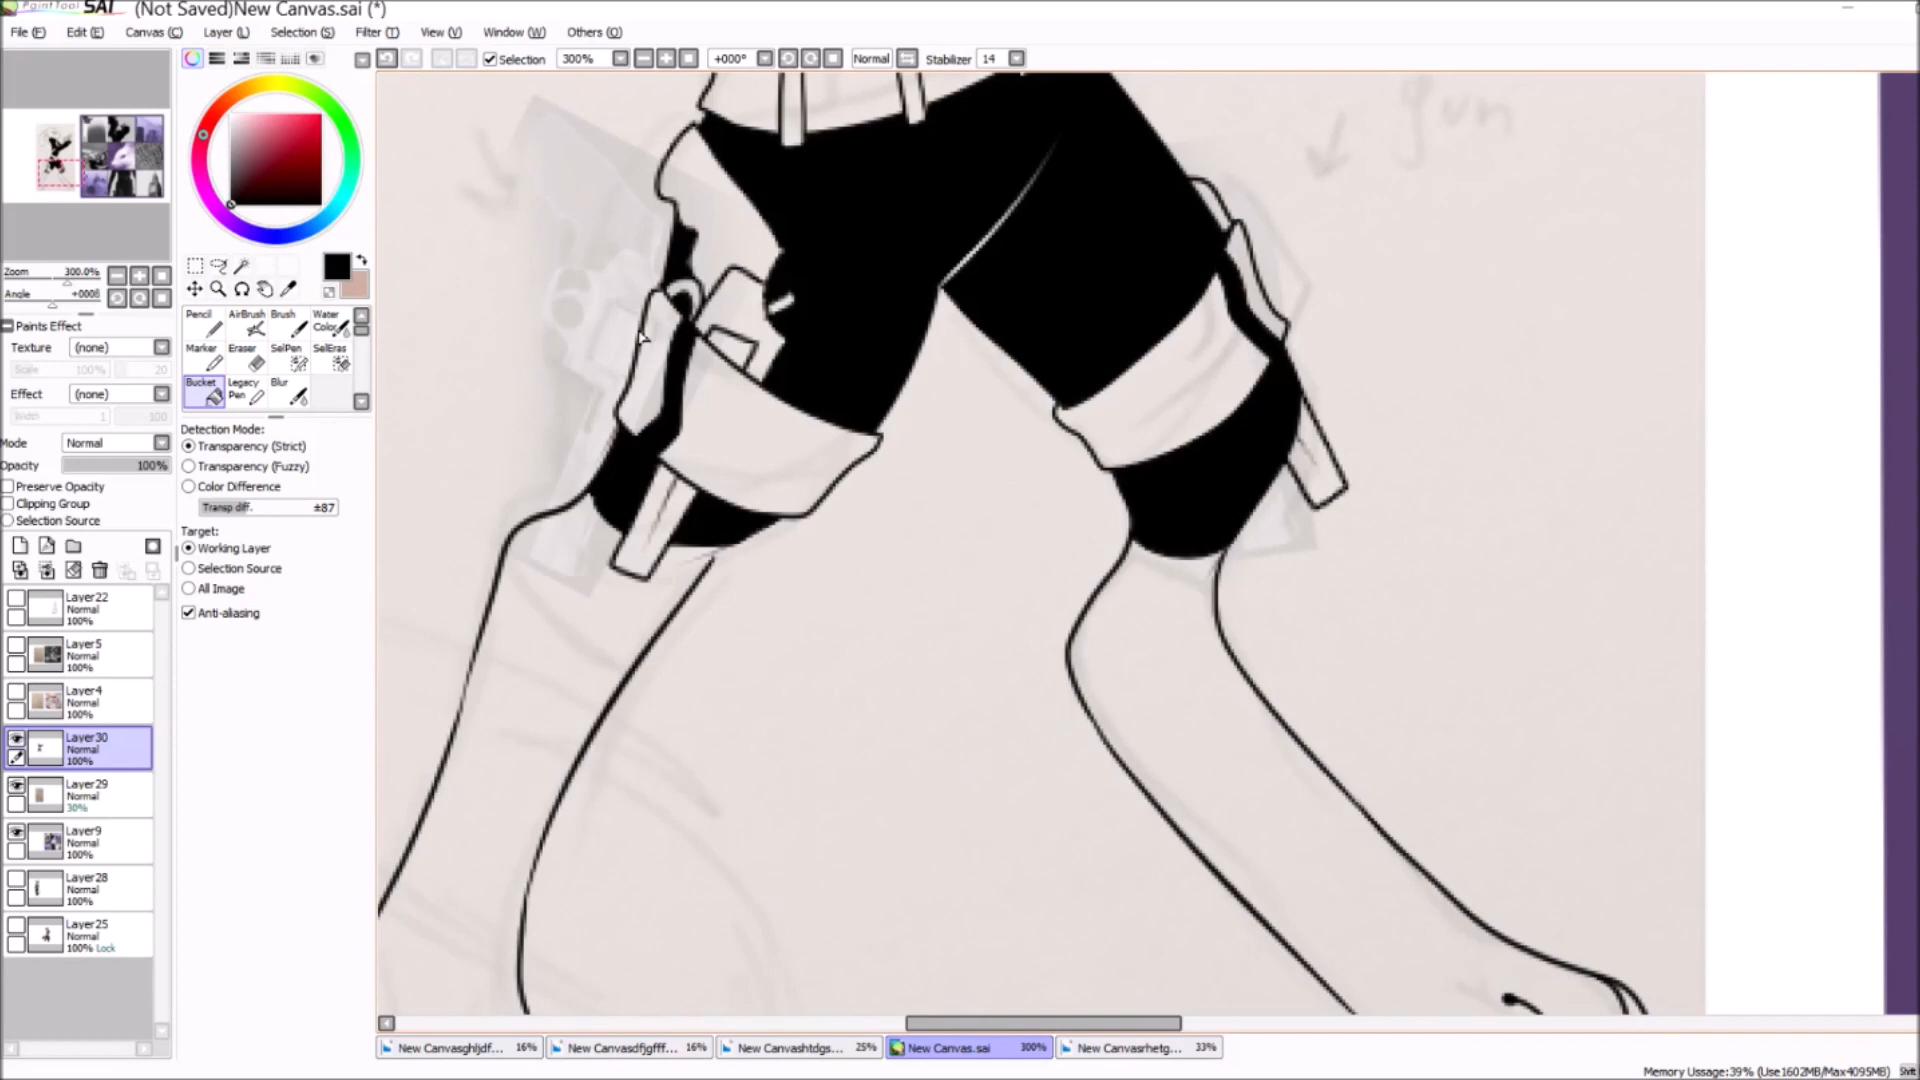 PaintTool SAI (Not Saved)New Canvas.sai (*)
File (F) Edit (E) Canvas (C) Layer (L) Selection (S) Filter (T) View (V) Window (W) Others (O)
Selection 300% +000° Normal Stabilizer 14
gun
Zoom 300.0%
Angle +000°
Paints Effect
Texture (none)
Scale 100% 20
Effect (none)
Width 1 100
Mode Normal
Opacity 100%
Preserve Opacity
Clipping Group
Selection Source
Layer22
Normal
100%
Layer5
Normal
100%
Layer4
Normal
100%
Layer30
Normal
100%
Layer29
Normal
30%
Layer9
Normal
100%
Layer28
Normal
100%
Layer25
Normal
100% Lock
Pencil AirBrush Brush Water Color
Marker Eraser SelPen SelEras
Bucket Legacy Pen Blur
Detection Mode:
Transparency (Strict)
Transparency (Fuzzy)
Color Difference
Transp diff. ±87
Target:
Working Layer
Selection Source
All Image
Anti-aliasing
New Canvasghljdf... 16% New Canvasdfjgfff... 16% New Canvashtdgs... 25% New Canvas.sai 300% New Canvasrhetg... 33%
Memory Ussage:39% (Use1602MB/Max4095MB) Shft